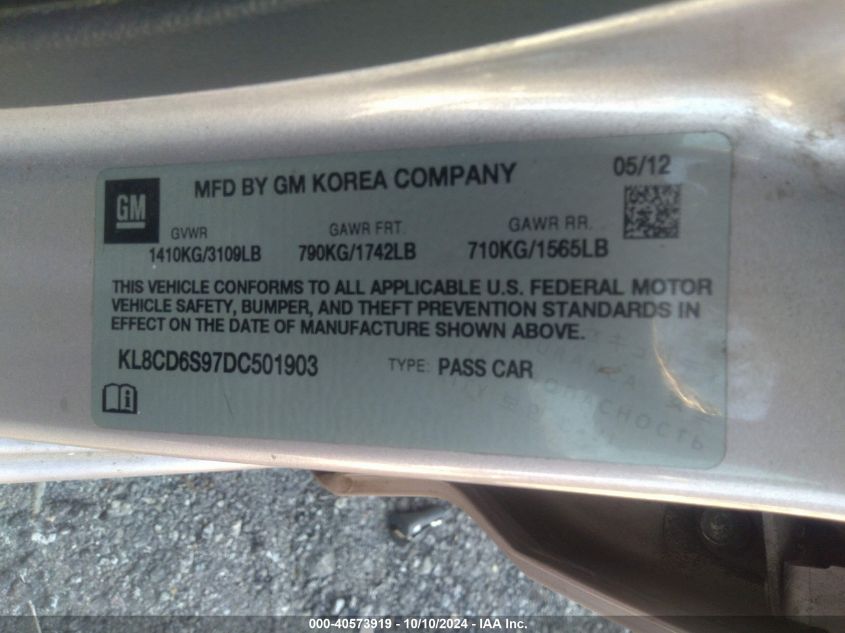 MFD BY GM KOREA COMPANY 05/12
GM
GVWR GAWR FRT. GAWR RR.
1410KG/3109LB 790KG/1742LB 710KG/1565LB
THIS VEHICLE CONFORMS TO ALL APPLICABLE U.S. FEDERAL MOTOR
VEHICLE SAFETY, BUMPER, AND THEFT PREVENTION STANDARDS IN
EFFECT ON THE DATE OF MANUFACTURE SHOWN ABOVE.
KL8CD6S97DC501903 TYPE: PASS CAR
000-40573919 - 10/10/2024 - IAA Inc.